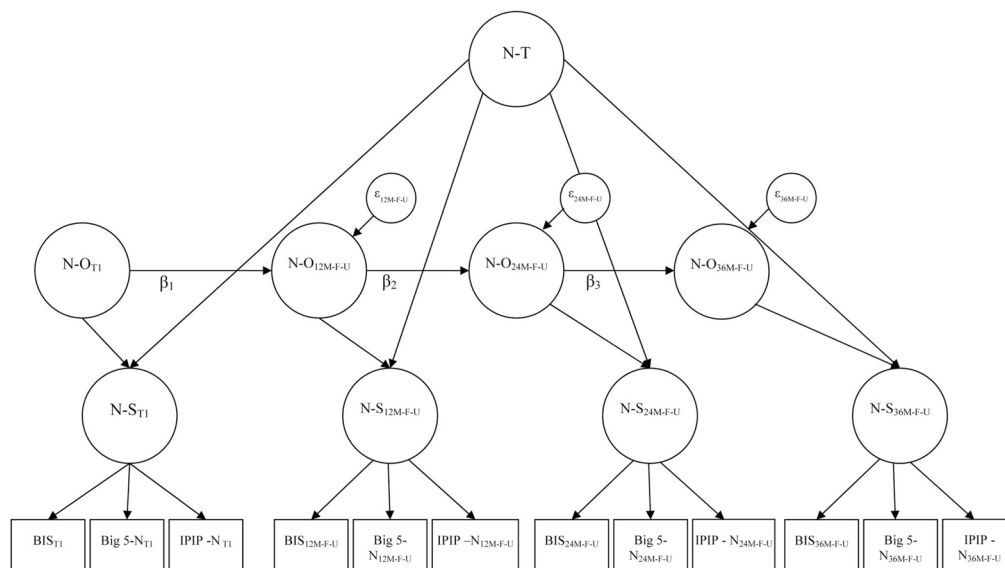 N-T
ε12M-F-U
ε24M-F-U
ε36M-F-U
N-OT1
N-O12M-F-U
N-O24M-F-U
N-O36M-F-U
β1
β2
β3
N-ST1
N-S12M-F-U
N-S24M-F-U
N-S36M-F-U
BIST1
Big 5-NT1
IPIP -NT1
BIS12M-F-U
Big 5-
N12M-F-U
IPIP –N12M-F-U
BIS24M-F-U
Big 5-
N24M-F-U
IPIP - N24M-F-U
BIS36M-F-U
Big 5-
N36M-F-U
IPIP -
N36M-F-U